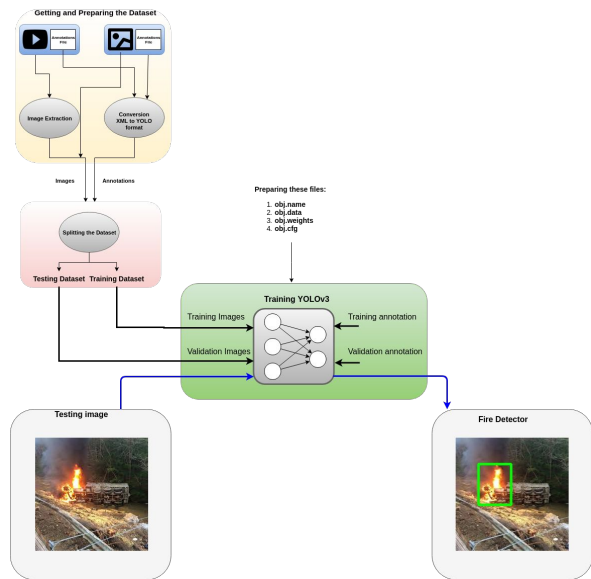 Getting and Preparing the Dataset
Annotations
File
Annotations
File
Image Extraction
Conversion
XML to YOLO
format
Images
Annotations
Splitting the Dataset
Testing Dataset
Training Dataset
Preparing these files:
1. obj.name
2. obj.data
3. obj.weights
4. obj.cfg
Training YOLOv3
Training Images
Training annotation
Validation Images
Validation annotation
Testing image
Fire Detector